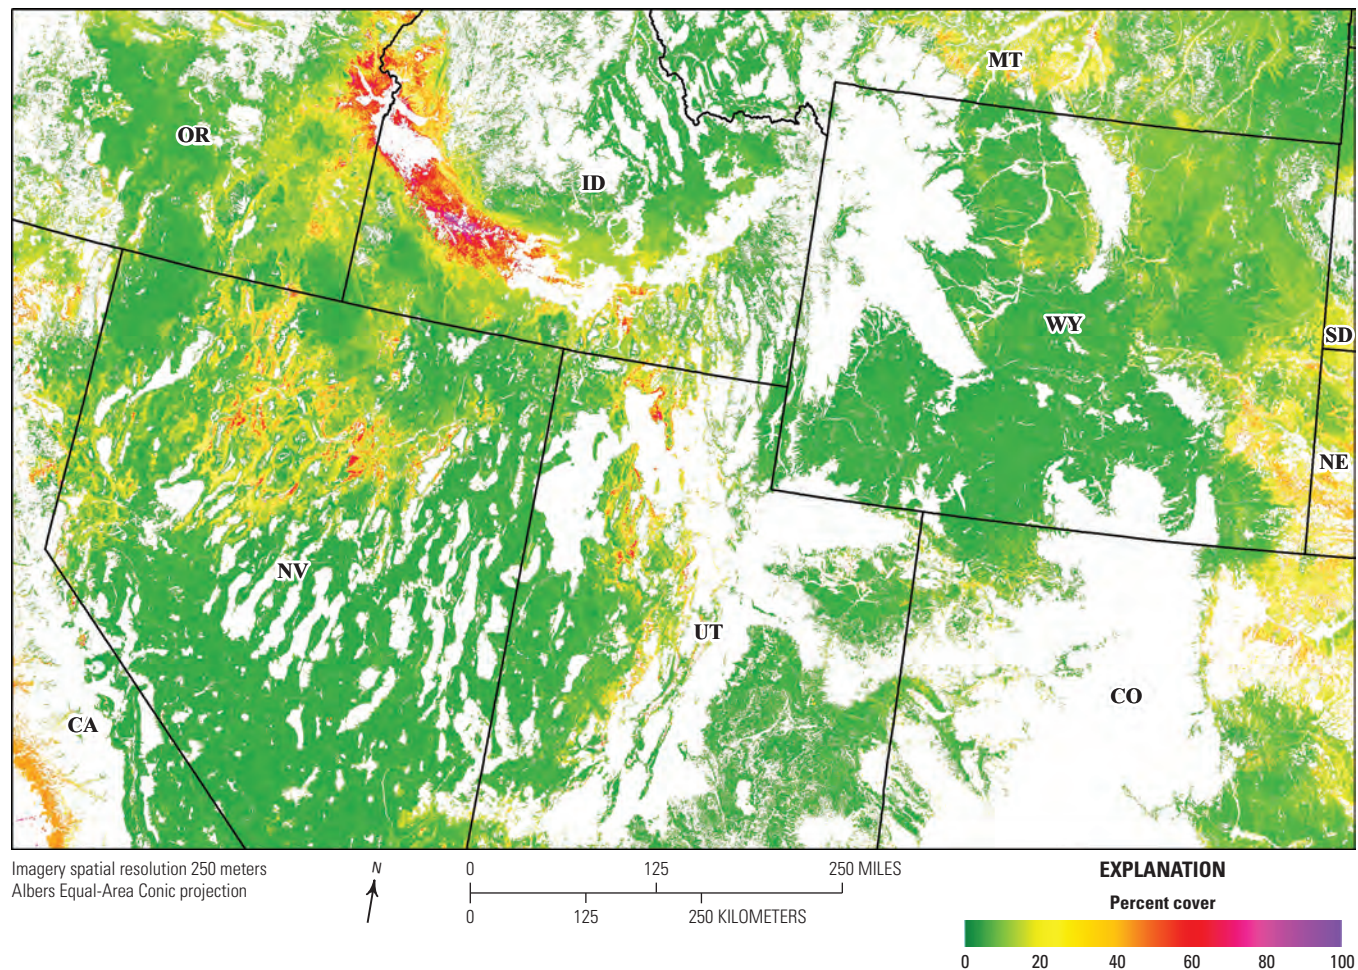 MT
OR
ID
WY
SD
NE
NV
UT
CO
CA
Imagery spatial resolution 250 meters
Albers Equal-Area Conic projection
N
0 125 250 MILES
0 125 250 KILOMETERS
EXPLANATION
Percent cover
0 20 40 60 80 100